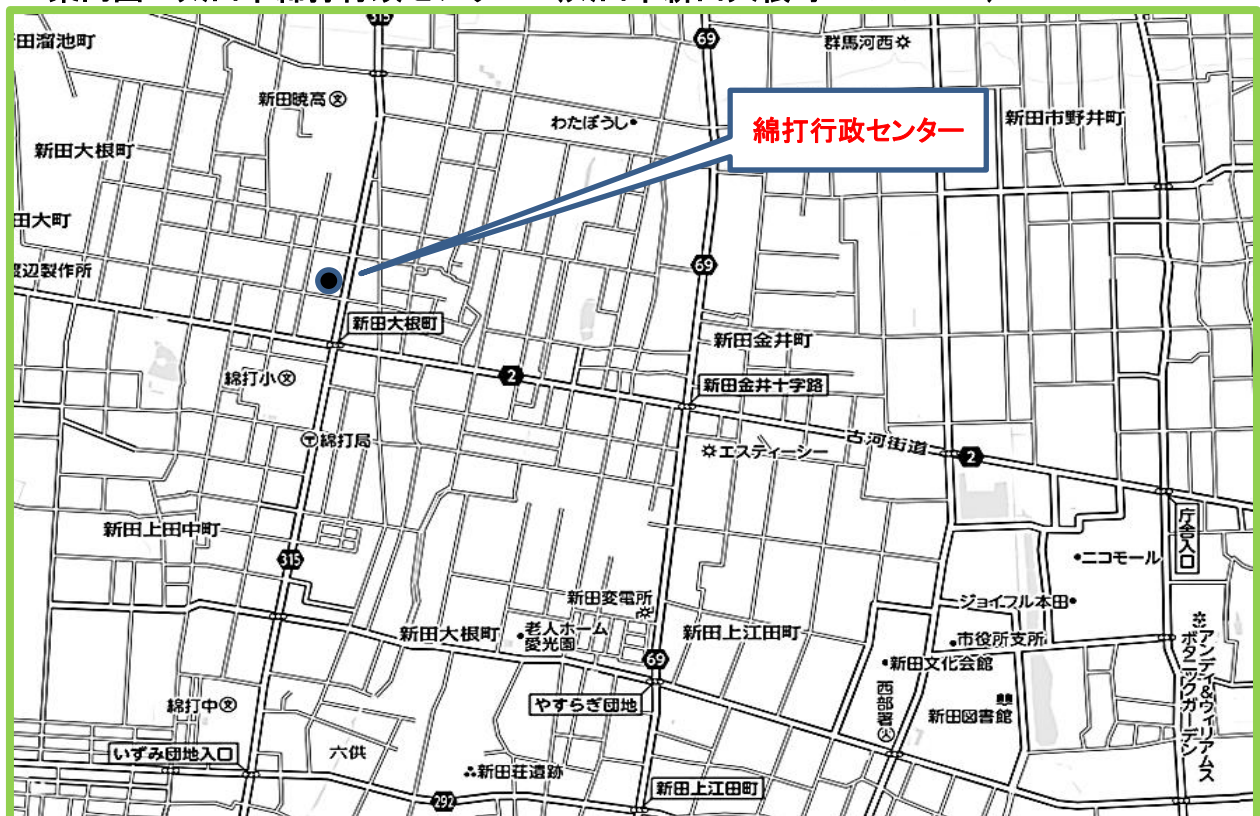 315
69
田溜池町
群馬河西
新田暁高
文
わたぼうし
綿打行政センター
新田市野井町
新田大根町
田大町
69
辺製作所
新田大根町
新田金井町
綿打小
文
2
新田金井十字路
古河街道
2
〒
綿打局
エスティーシー
庁舎入口
新田上田中町
315
ニコモール
新田変電所
ジョイフル本田
新田大根町
老人ホーム
愛光園
新田上江田町
市役所支所
アンディ&ウィリアムス
ボタニックガーデン
69
新田文化会館
西部署
綿打中
文
やすらぎ団地
新田図書館
いずみ団地入口
六供
新田荘遺跡
新田上江田町
292